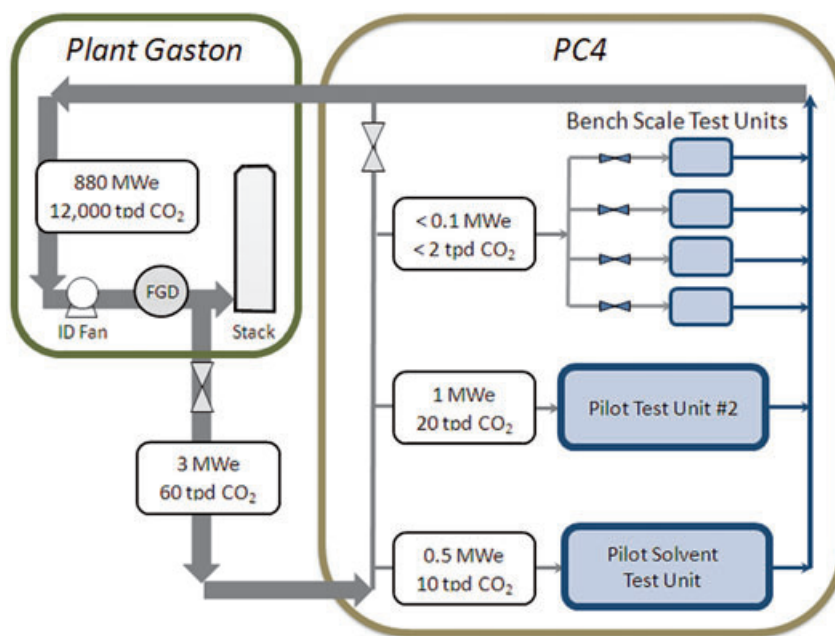 Plant Gaston
PC4
Bench Scale Test Units
880 MWe
12,000 tpd CO₂
< 0.1 MWe
< 2 tpd CO₂
FGD
ID Fan
Stack
1 MWe
20 tpd CO₂
Pilot Test Unit #2
3 MWe
60 tpd CO₂
0.5 MWe
10 tpd CO₂
Pilot Solvent
Test Unit